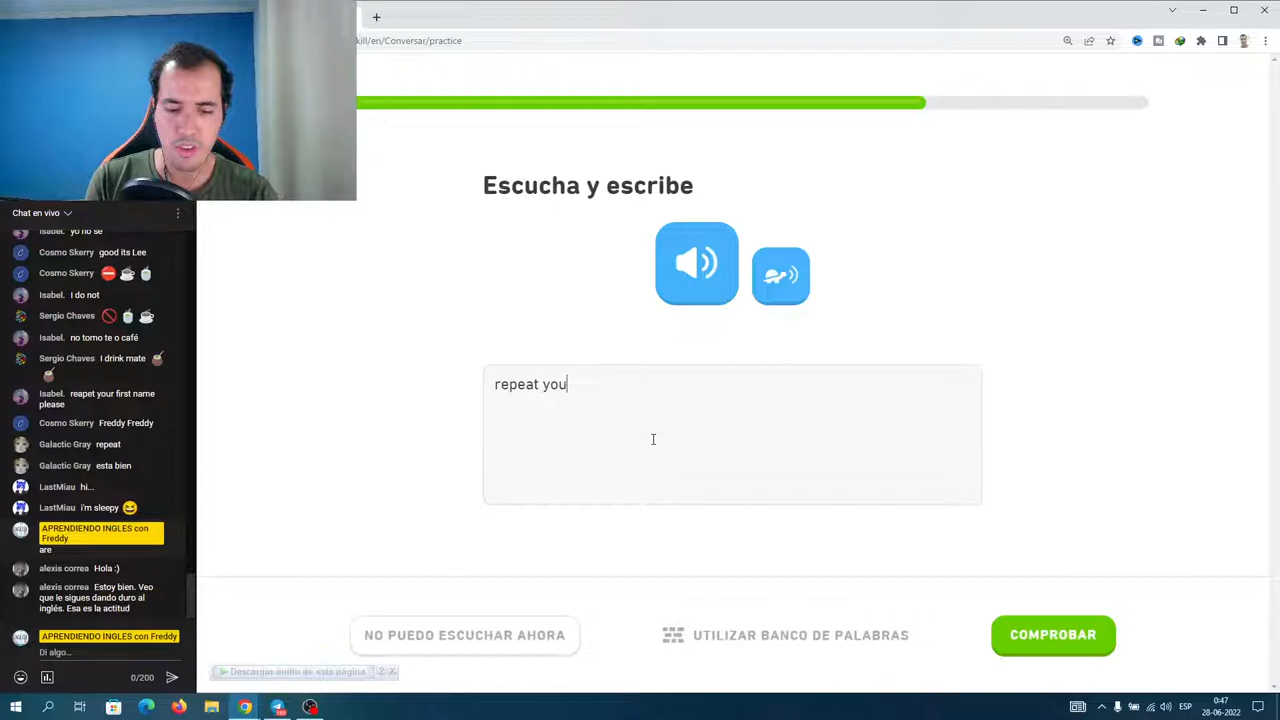 kill/en/Conversar/practice
Chat en vivo
Escucha y escribe
Isabel. yo no se
Cosmo Skerry good its Lee
Cosmo Skerry
Isabel. I do not
Sergio Chaves
Isabel. no tomo te o café
Sergio Chaves I drink mate
Isabel. reapet your first name
please
Cosmo Skerry Freddy Freddy
Galactic Gray repeat
Galactic Gray esta bien
LastMiau hi...
LastMiau i'm sleepy
APRENDIENDO INGLES con
Freddy
are
alexis correa Hola :)
alexis correa Estoy bien. Veo
que le sigues dando duro al
inglés. Esa es la actitud
APRENDIENDO INGLES con Freddy
Di algo...
0/200
repeat you
NO PUEDO ESCUCHAR AHORA
UTILIZAR BANCO DE PALABRAS
COMPROBAR
Descargar audio de esta página
? X
ESP
0:47
28-06-2022